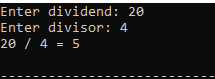 Enter dividend: 20
Enter divisor: 4
20 / 4 = 5
--------------------------